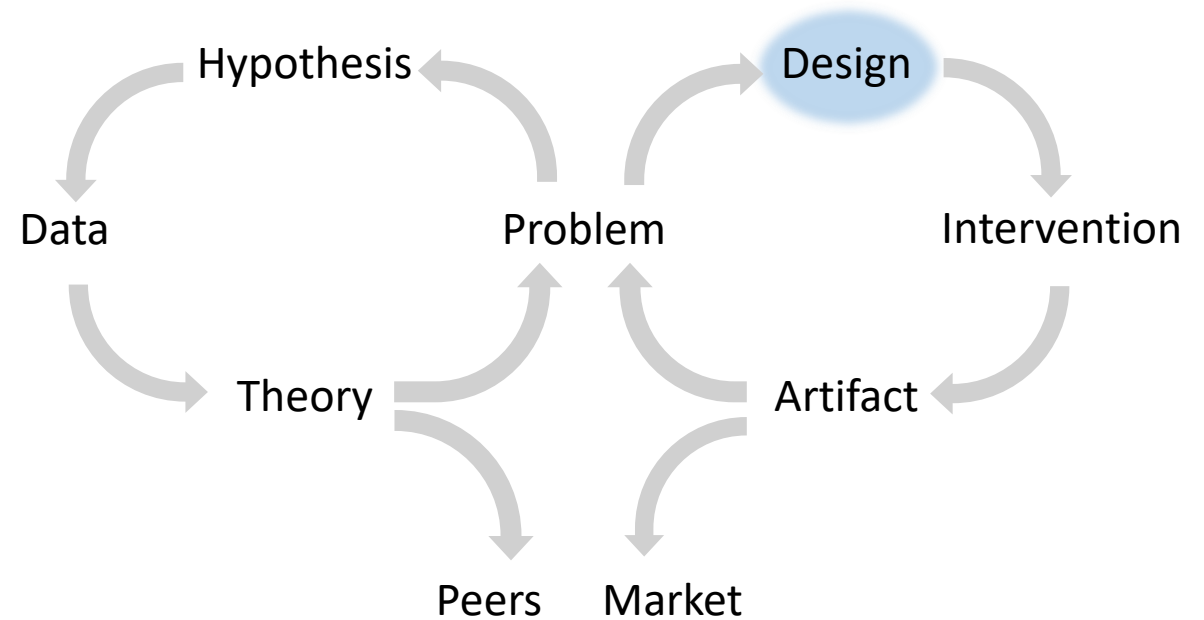 Hypothesis
Design
Data
Problem
Intervention
Theory
Artifact
Peers
Market